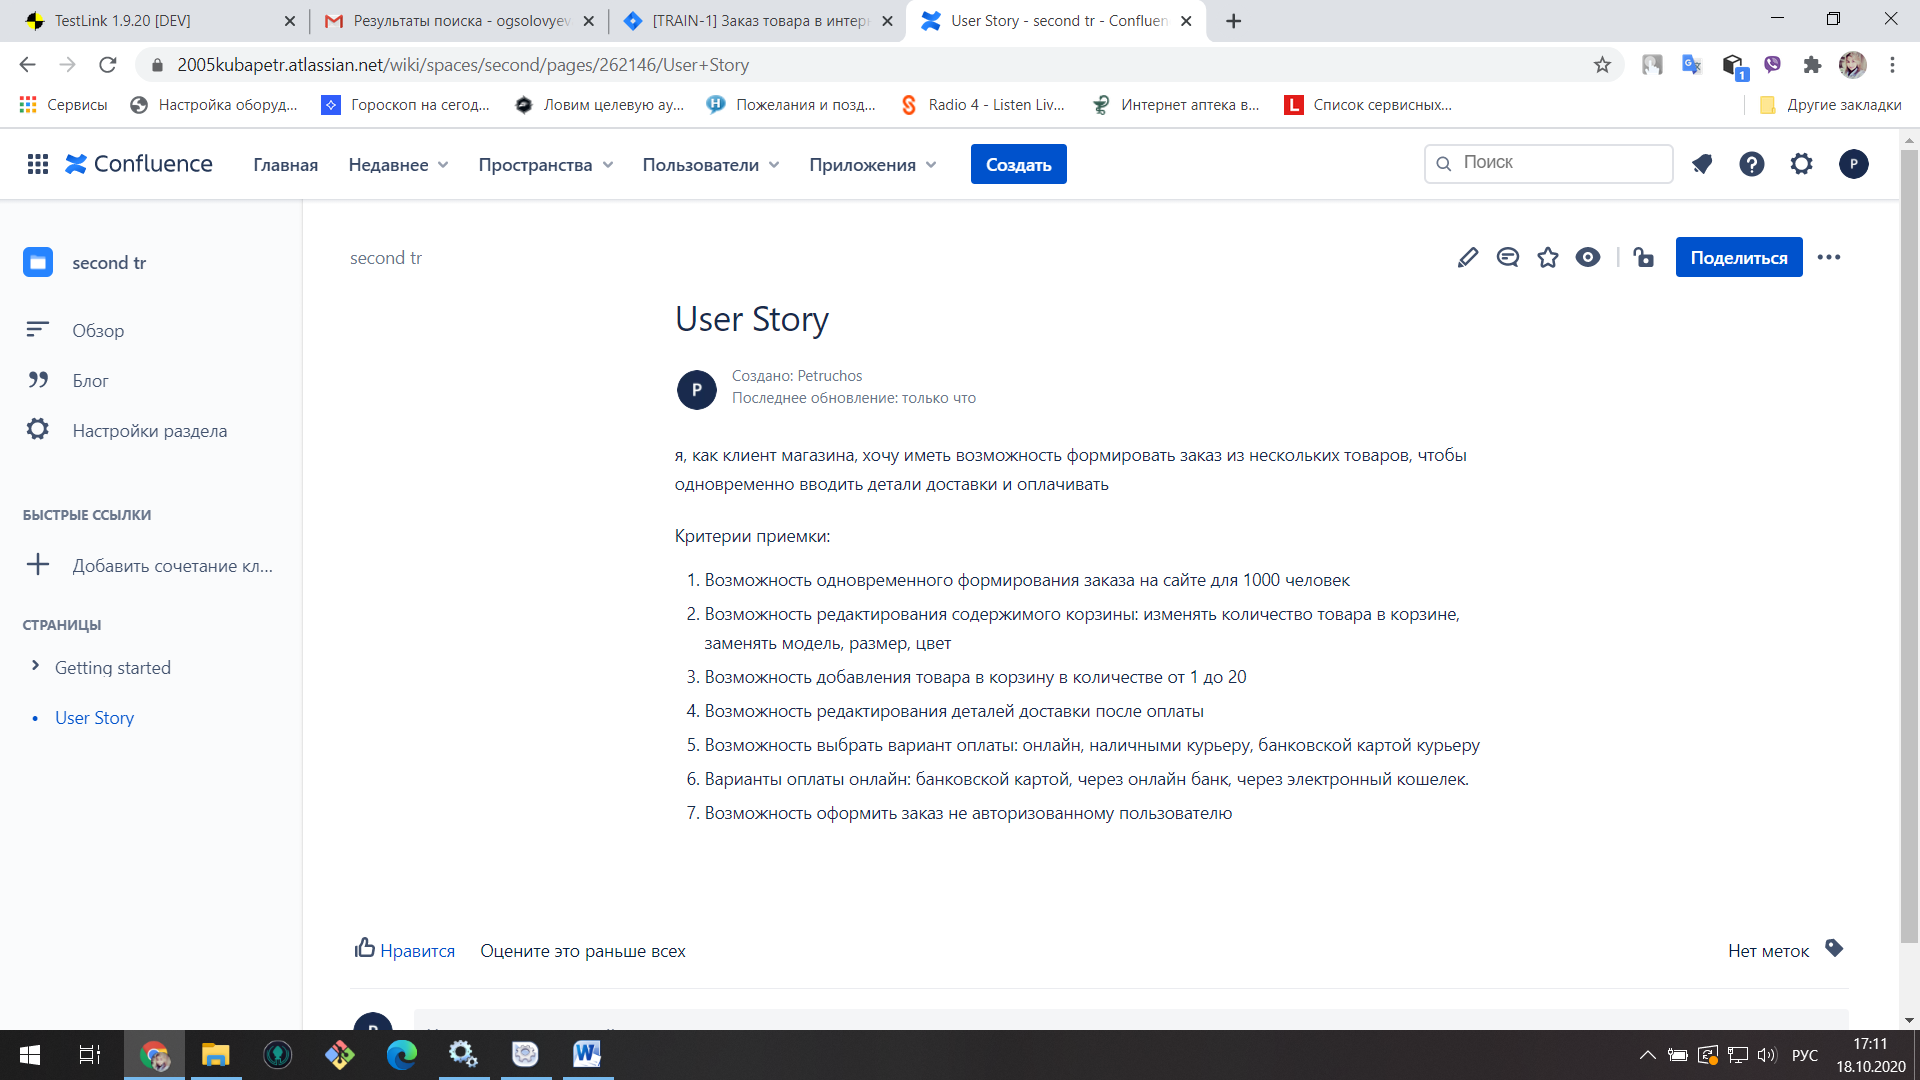 TestLink 1.9.20 [DEV]
Результаты поиска - ogsolovyev
[TRAIN-1] Заказ товара в интерн
User Story - second tr - Confluen
2005kubapetr.atlassian.net/wiki/spaces/second/pages/262146/User+Story
1
Сервисы
Настройка оборуд...
Гороскоп на сегод...
Ловим целевую ау...
Пожелания и позд...
Radio 4 - Listen Liv...
Интернет аптека в...
Список сервисных...
Другие закладки
Confluence
Главная
Недавнее
Пространства
Пользователи
Приложения
Создать
Поиск
P
second tr
Обзор
Блог
Настройки раздела
БЫСТРЫЕ ССЫЛКИ
Добавить сочетание кл...
СТРАНИЦЫ
Getting started
• User Story
second tr
Поделиться
User Story
P
Создано: Petruchos
Последнее обновление: только что
я, как клиент магазина, хочу иметь возможность формировать заказ из нескольких товаров, чтобы
одновременно вводить детали доставки и оплачивать
Критерии приемки:
1. Возможность одновременного формирования заказа на сайте для 1000 человек
2. Возможность редактирования содержимого корзины: изменять количество товара в корзине,
заменять модель, размер, цвет
3. Возможность добавления товара в корзину в количестве от 1 до 20
4. Возможность редактирования деталей доставки после оплаты
5. Возможность выбрать вариант оплаты: онлайн, наличными курьеру, банковской картой курьеру
6. Варианты оплаты онлайн: банковской картой, через онлайн банк, через электронный кошелек.
7. Возможность оформить заказ не авторизованному пользователю
Нравится
Оцените это раньше всех
Нет меток
P
РУС
17:11
18.10.2020